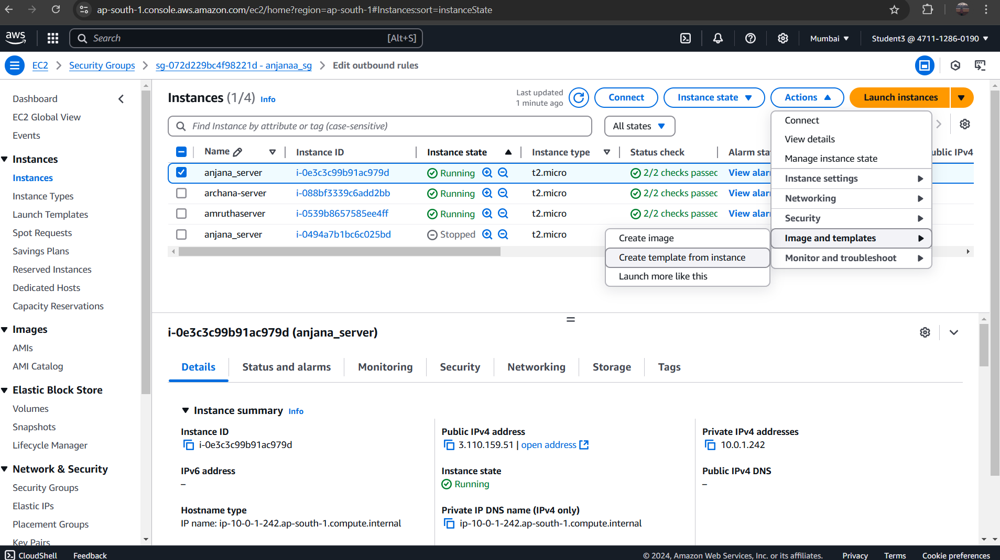 ap-south-1.console.aws.amazon.com/ec2/home?region=ap-south-1#Instances:sort=instanceState
aws
Search
[Alt+S]
Mumbai
Student3 @ 4711-1286-0190
EC2
Security Groups
sg-072d229bc4f98221d - anjanaa_sg
Edit outbound rules
Dashboard
EC2 Global View
Events
Instances
Instances
Instance Types
Launch Templates
Spot Requests
Savings Plans
Reserved Instances
Dedicated Hosts
Capacity Reservations
Images
AMIs
AMI Catalog
Elastic Block Store
Volumes
Snapshots
Lifecycle Manager
Network & Security
Security Groups
Elastic IPs
Placement Groups
Key Pairs
Instances (1/4) Info
Last updated
1 minute ago
Connect
Instance state
Actions
Launch instances
Find Instance by attribute or tag (case-sensitive)
All states
Name Instance ID Instance state Instance type Status check Alarm sta ublic IPv4
anjana_server i-0e3c3c99b91ac979d Running t2.micro 2/2 checks passed View alar
archana-server i-088bf3339c6add2bb Running t2.micro 2/2 checks passed View alar
amruthaserver i-0539b8657585ee4ff Running t2.micro 2/2 checks passed View alar
anjana_server i-0494a7b1bc6c025bd Stopped t2.micro
Connect
View details
Manage instance state
Instance settings
Networking
Security
Image and templates
Monitor and troubleshoot
Create image
Create template from instance
Launch more like this
i-0e3c3c99b91ac979d (anjana_server)
Details
Status and alarms
Monitoring
Security
Networking
Storage
Tags
Instance summary Info
Instance ID
i-0e3c3c99b91ac979d
Public IPv4 address
3.110.159.51 | open address
Private IPv4 addresses
10.0.1.242
IPv6 address
–
Instance state
Running
Public IPv4 DNS
–
Hostname type
IP name: ip-10-0-1-242.ap-south-1.compute.internal
Private IP DNS name (IPv4 only)
ip-10-0-1-242.ap-south-1.compute.internal
CloudShell
Feedback
© 2024, Amazon Web Services, Inc. or its affiliates.
Privacy
Terms
Cookie preferences